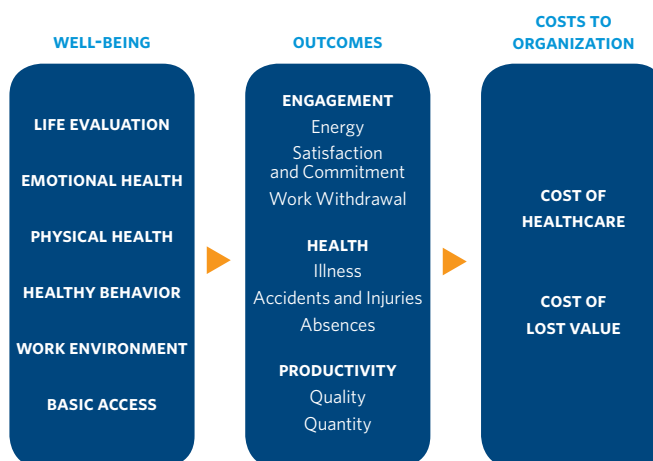 WELL-BEING
LIFE EVALUATION
EMOTIONAL HEALTH
PHYSICAL HEALTH
HEALTHY BEHAVIOR
WORK ENVIRONMENT
BASIC ACCESS
OUTCOMES
ENGAGEMENT
Energy
Satisfaction
and Commitment
Work Withdrawal
HEALTH
Illness
Accidents and Injuries
Absences
PRODUCTIVITY
Quality
Quantity
COSTS TO
ORGANIZATION
COST OF
HEALTHCARE
COST OF
LOST VALUE